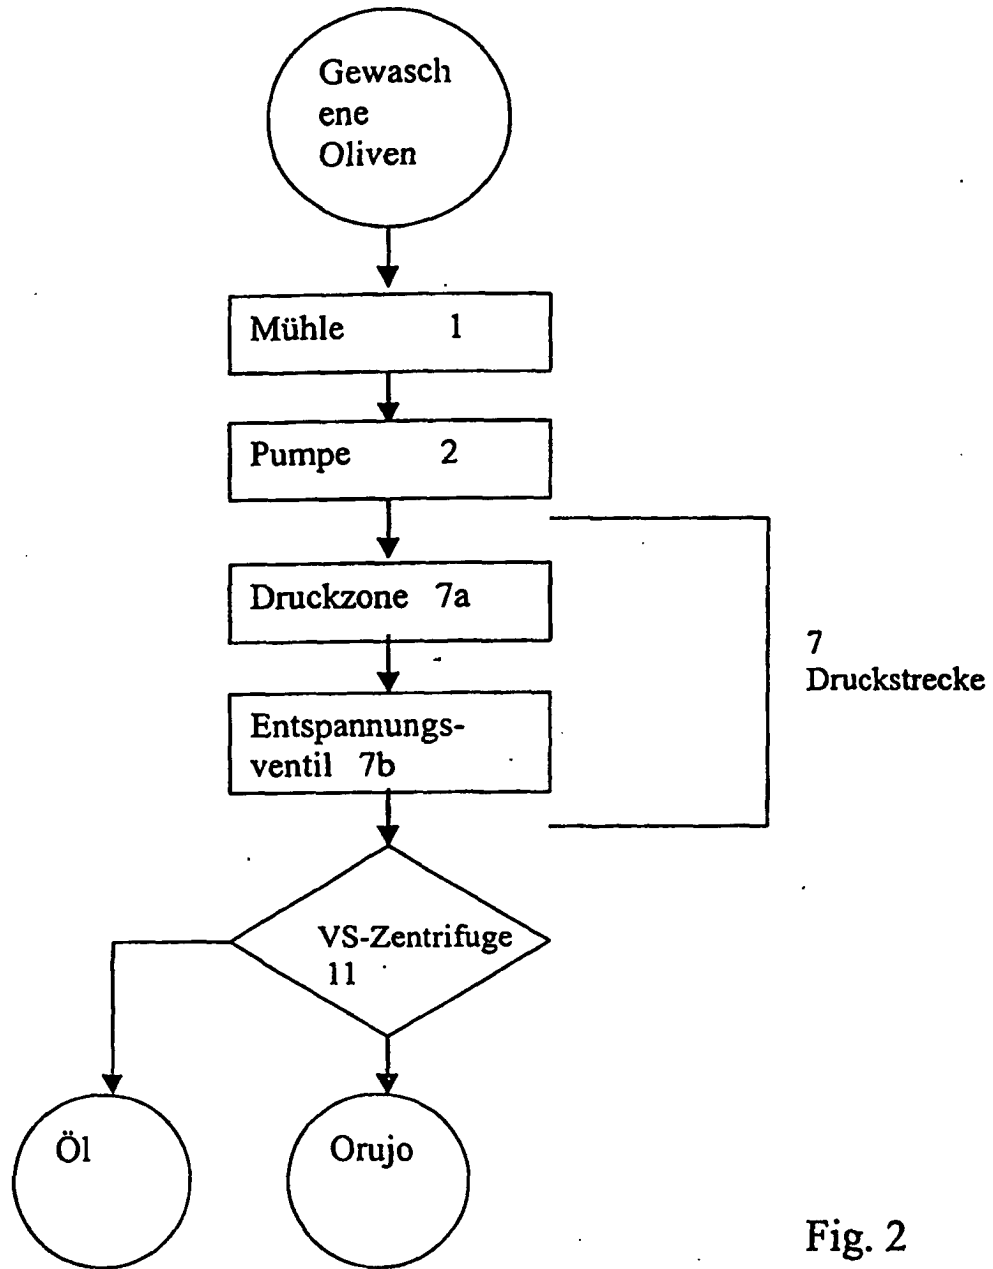 Gewasch
ene
Oliven
Mühle 1
Pumpe 2
Druckzone 7a
7
Druckstrecke
Entspannungs-
ventil 7b
VS-Zentrifuge
11
Öl
Orujo
Fig. 2